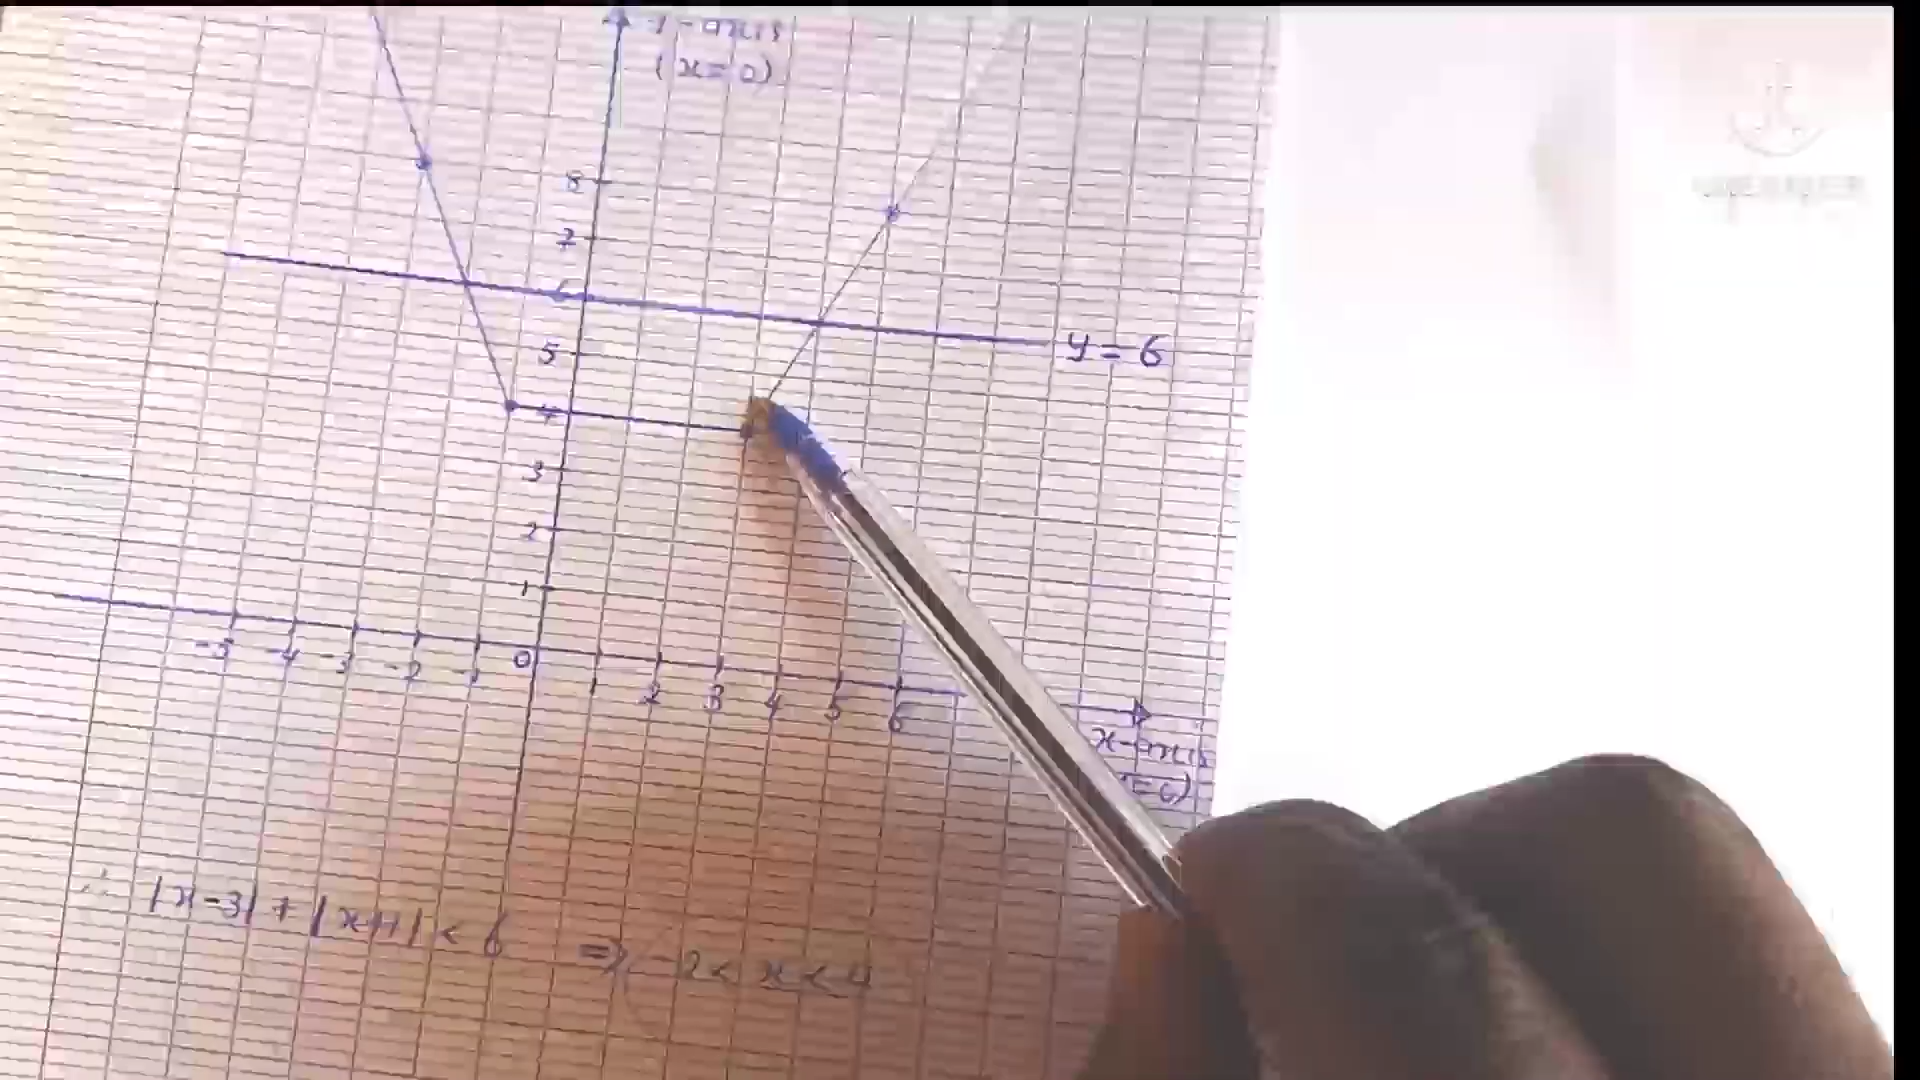 y-axis
(x=0)
8
7
6
y = 6
5
4
3
2
1
-5 -4 -3 -2 -1 0 1 2 3 4 5 6
x-axis
=0)
∴ |x-3| + |x+1| < 6 ⇒ -2 < x < 4